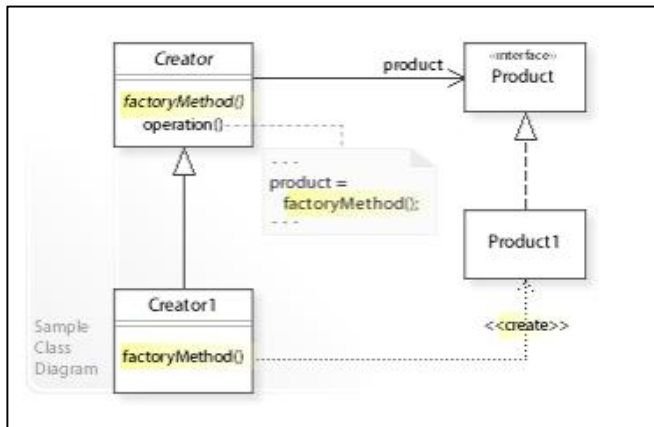 Creator
factoryMethod()
operation()
product
«interface»
Product
- - -
product =
factoryMethod();
- - -
Product1
Creator1
factoryMethod()
<<create>>
Sample
Class
Diagram